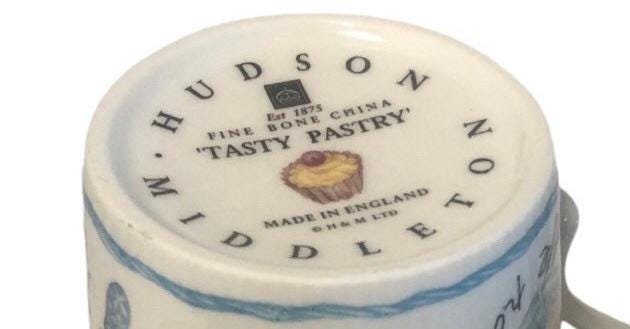 HUDSON
MIDDLETON
Est 1875
FINE BONE CHINA
'TASTY PASTRY'
MADE IN ENGLAND
© H & M LTD